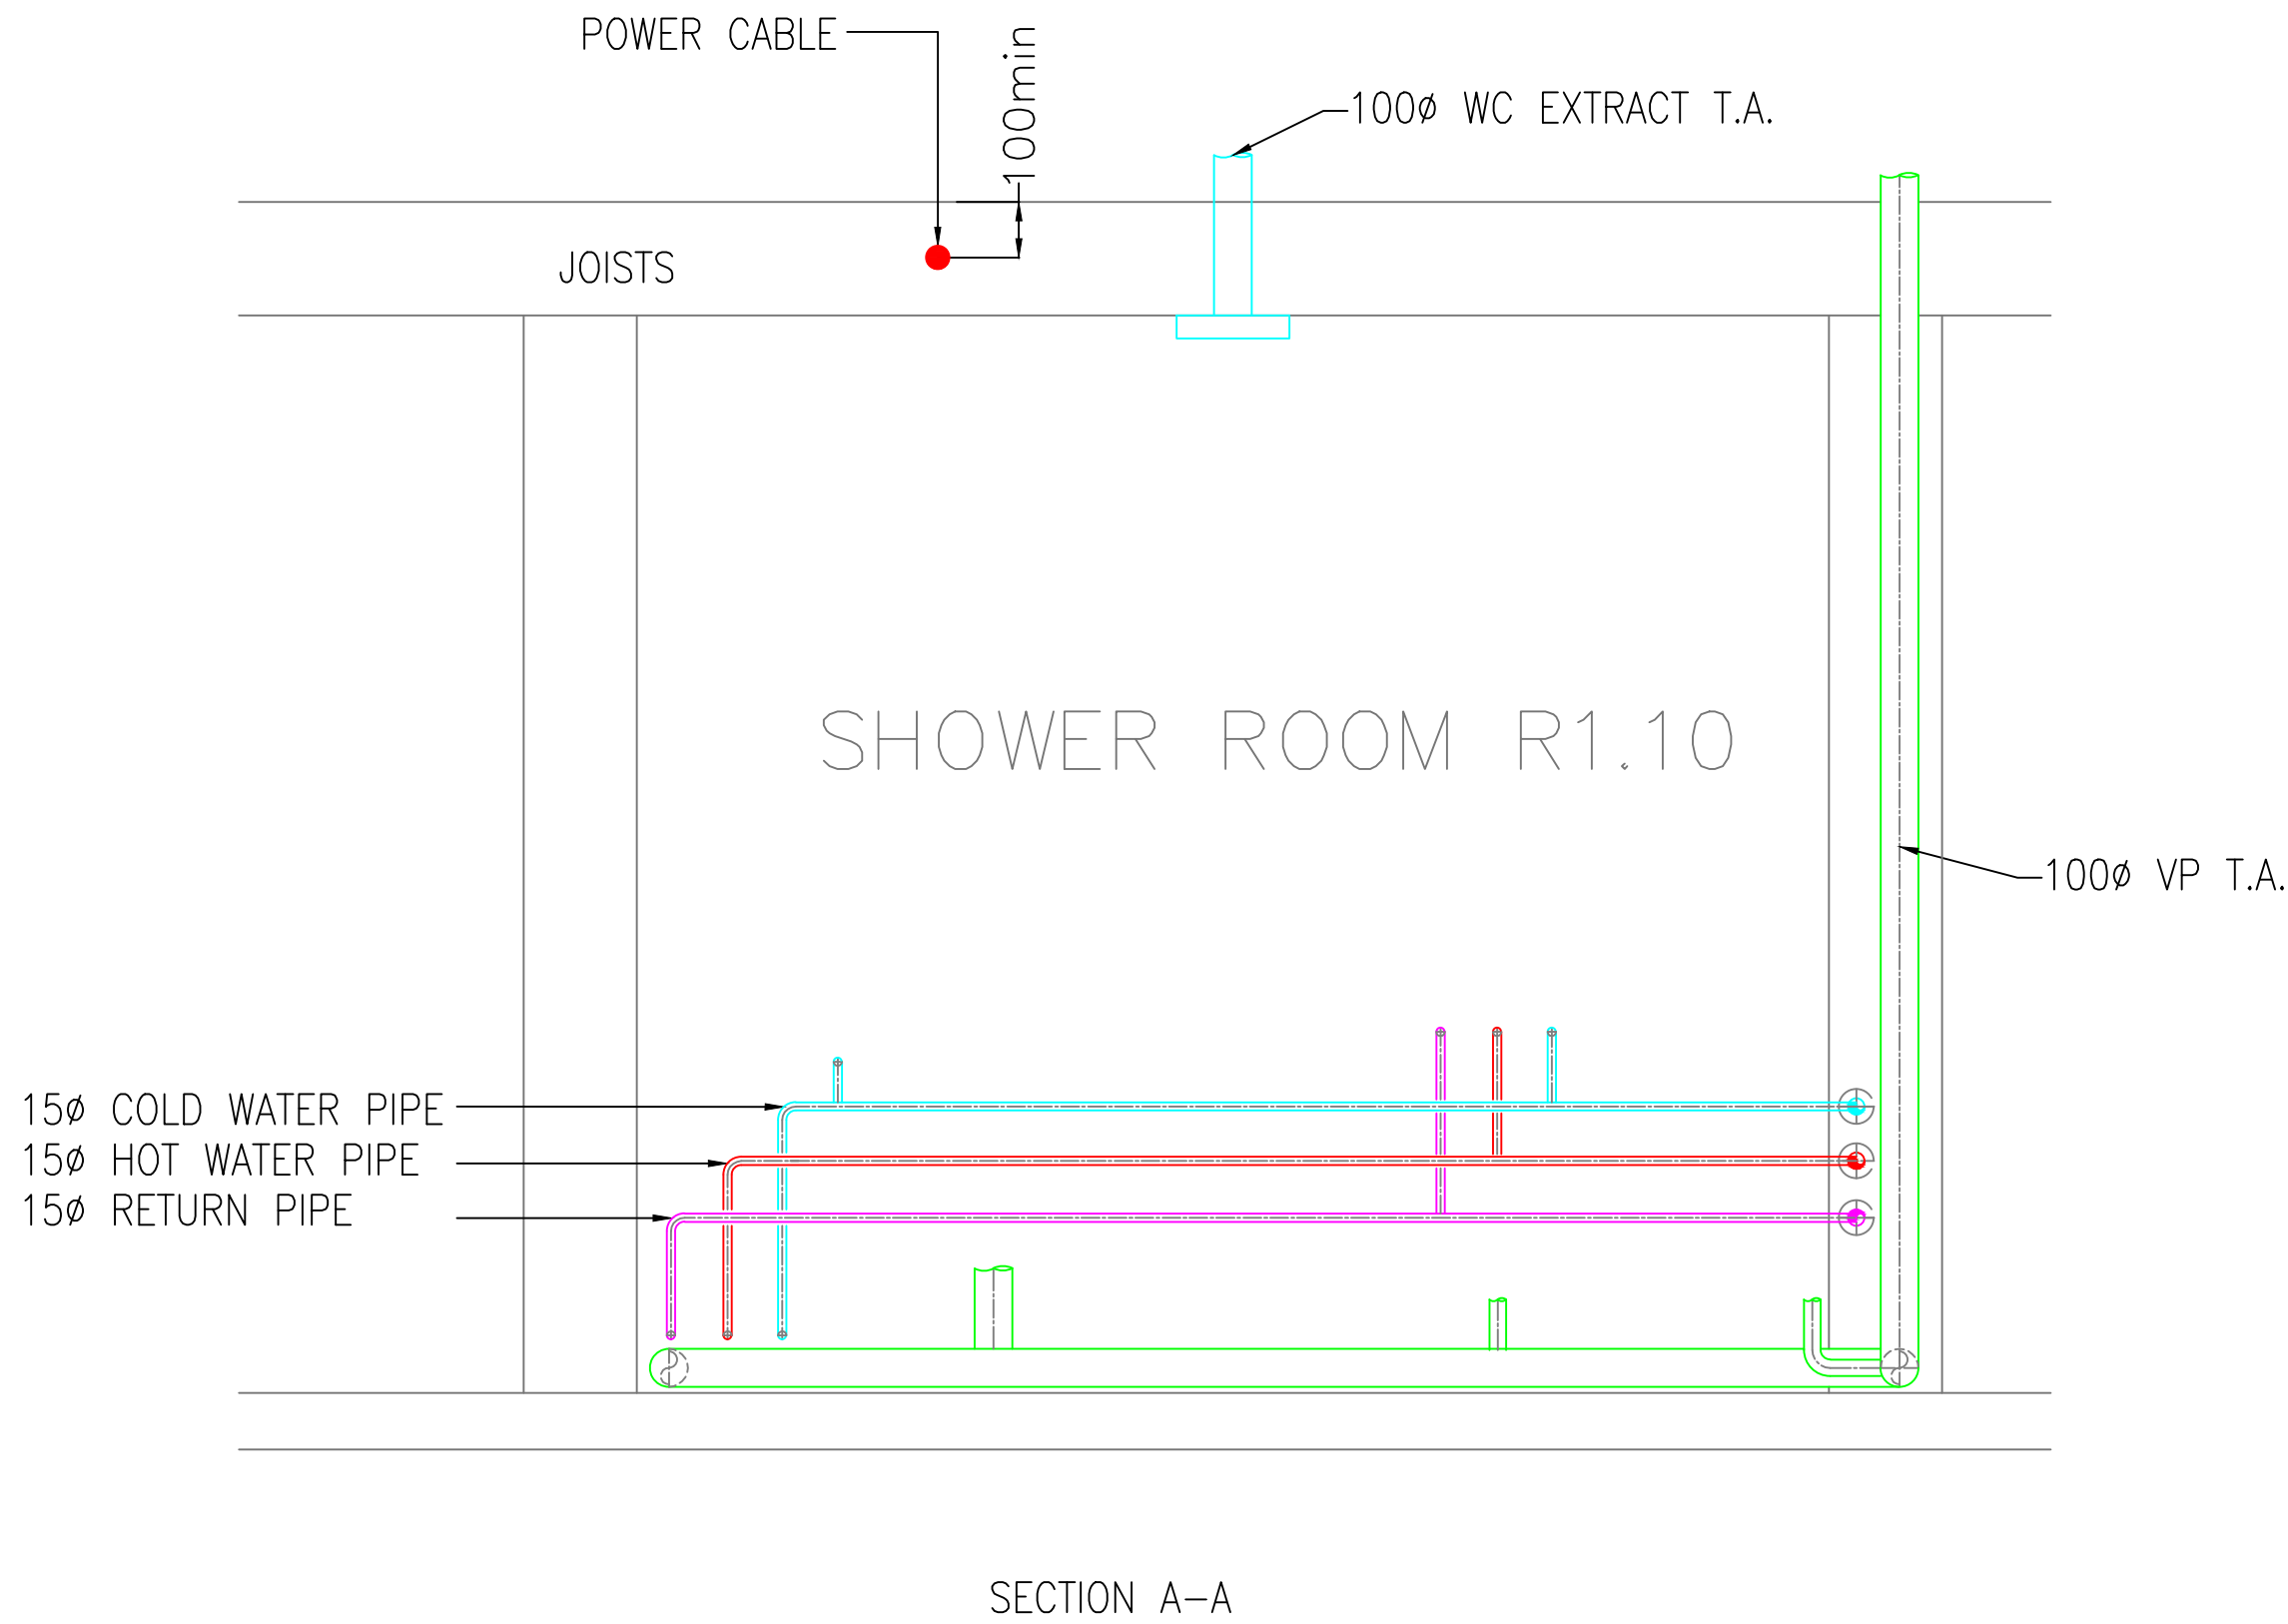 POWER CABLE
100min
100ø WC EXTRACT T.A.
JOISTS
SHOWER ROOM R1.10
100ø VP T.A.
15ø COLD WATER PIPE
15ø HOT WATER PIPE
15ø RETURN PIPE
SECTION A-A